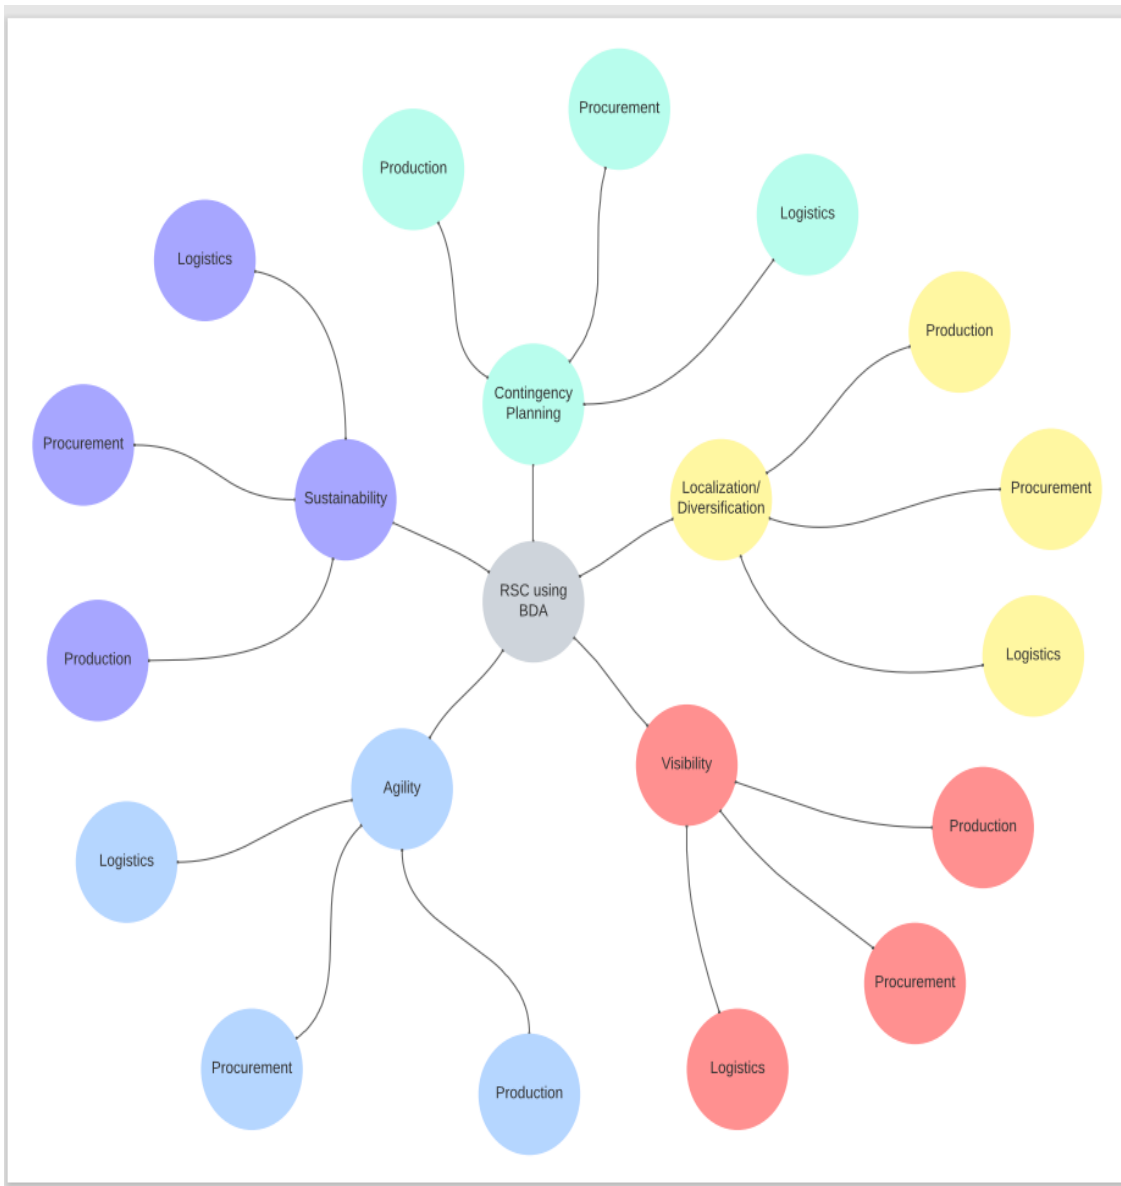 Procurement
Production
Logistics
Logistics
Production
Contingency
Planning
Procurement
Sustainability
Localization/
Diversification
Procurement
RSC using
BDA
Production
Logistics
Agility
Visibility
Logistics
Production
Procurement
Procurement
Production
Logistics